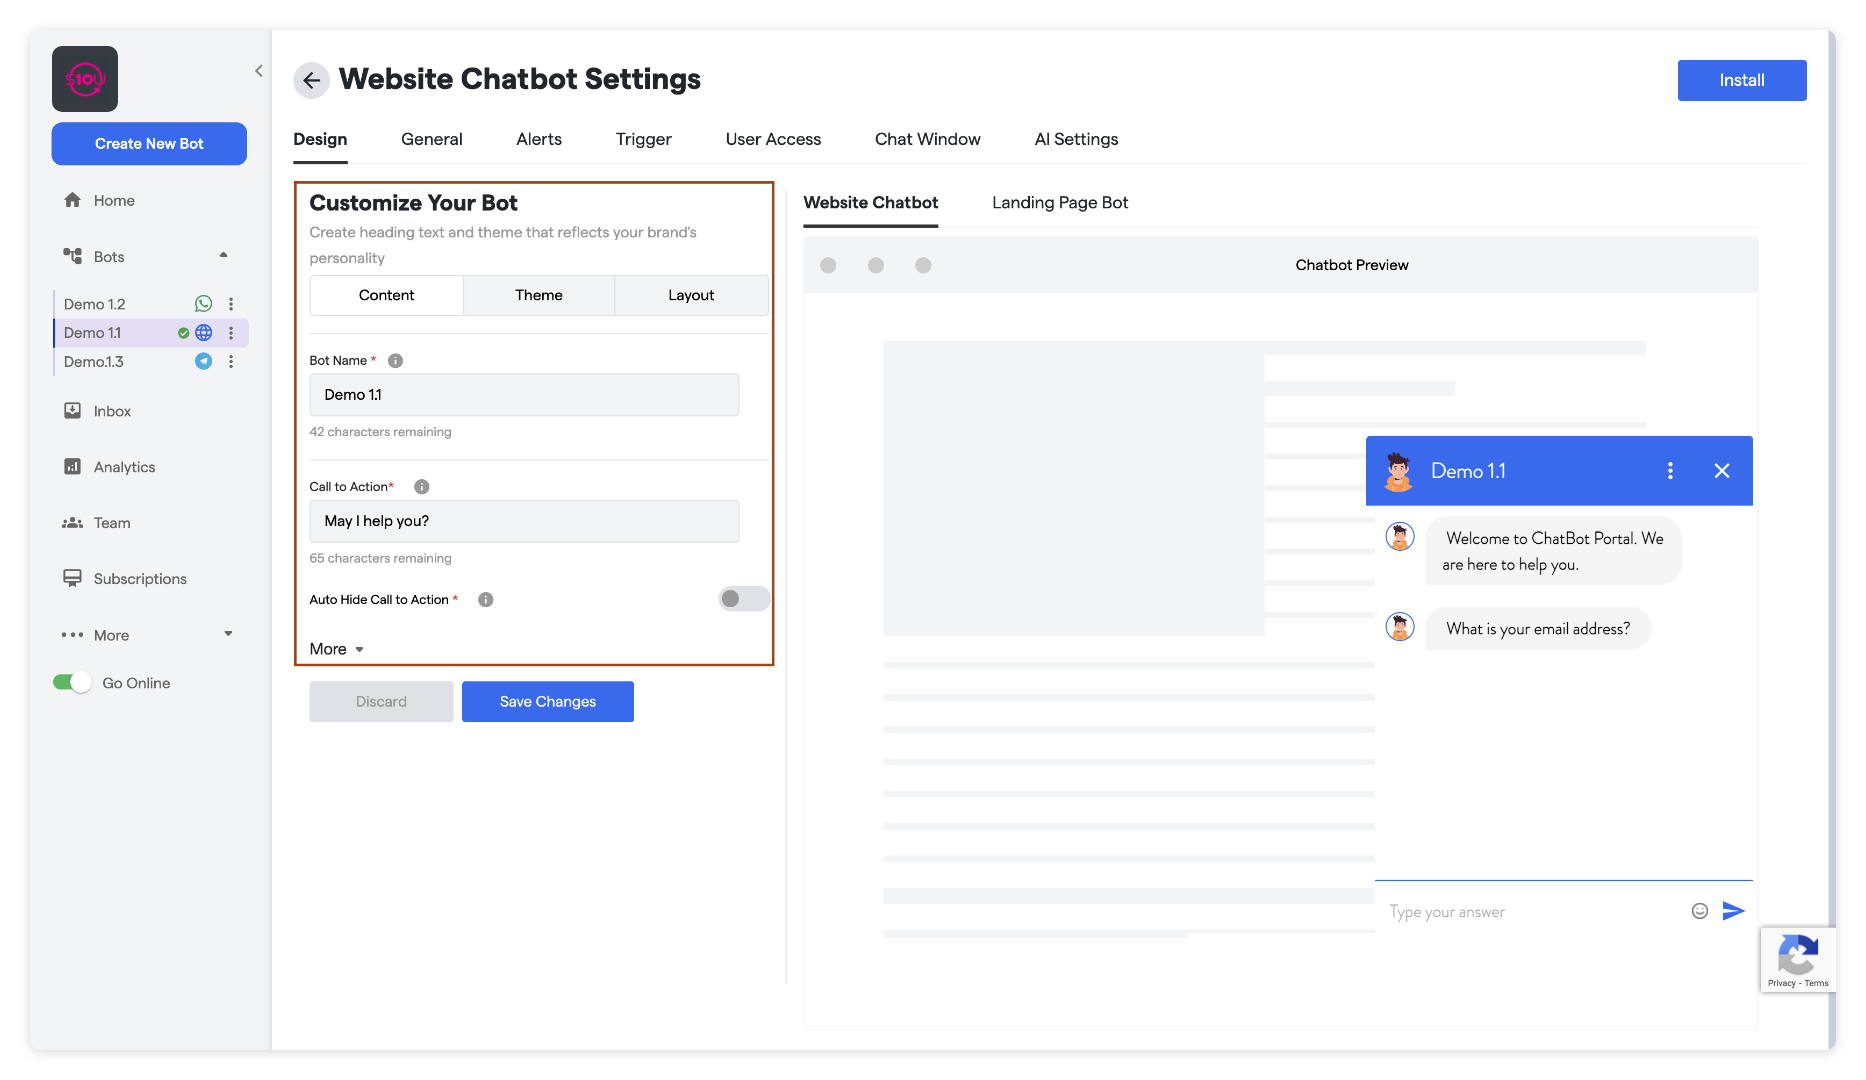 $10U
Create New Bot
Home
Bots
Demo 1.2
Demo 1.1
Demo.1.3
Inbox
Analytics
Team
Subscriptions
More
Go Online
Website Chatbot Settings
Install
Design
General
Alerts
Trigger
User Access
Chat Window
AI Settings
Customize Your Bot
Create heading text and theme that reflects your brand's
personality
Content
Theme
Layout
Bot Name *
Demo 1.1
42 characters remaining
Call to Action*
May I help you?
65 characters remaining
Auto Hide Call to Action *
More
Discard
Save Changes
Website Chatbot
Landing Page Bot
Chatbot Preview
Demo 1.1
Welcome to ChatBot Portal. We
are here to help you.
What is your email address?
Type your answer
Privacy - Terms